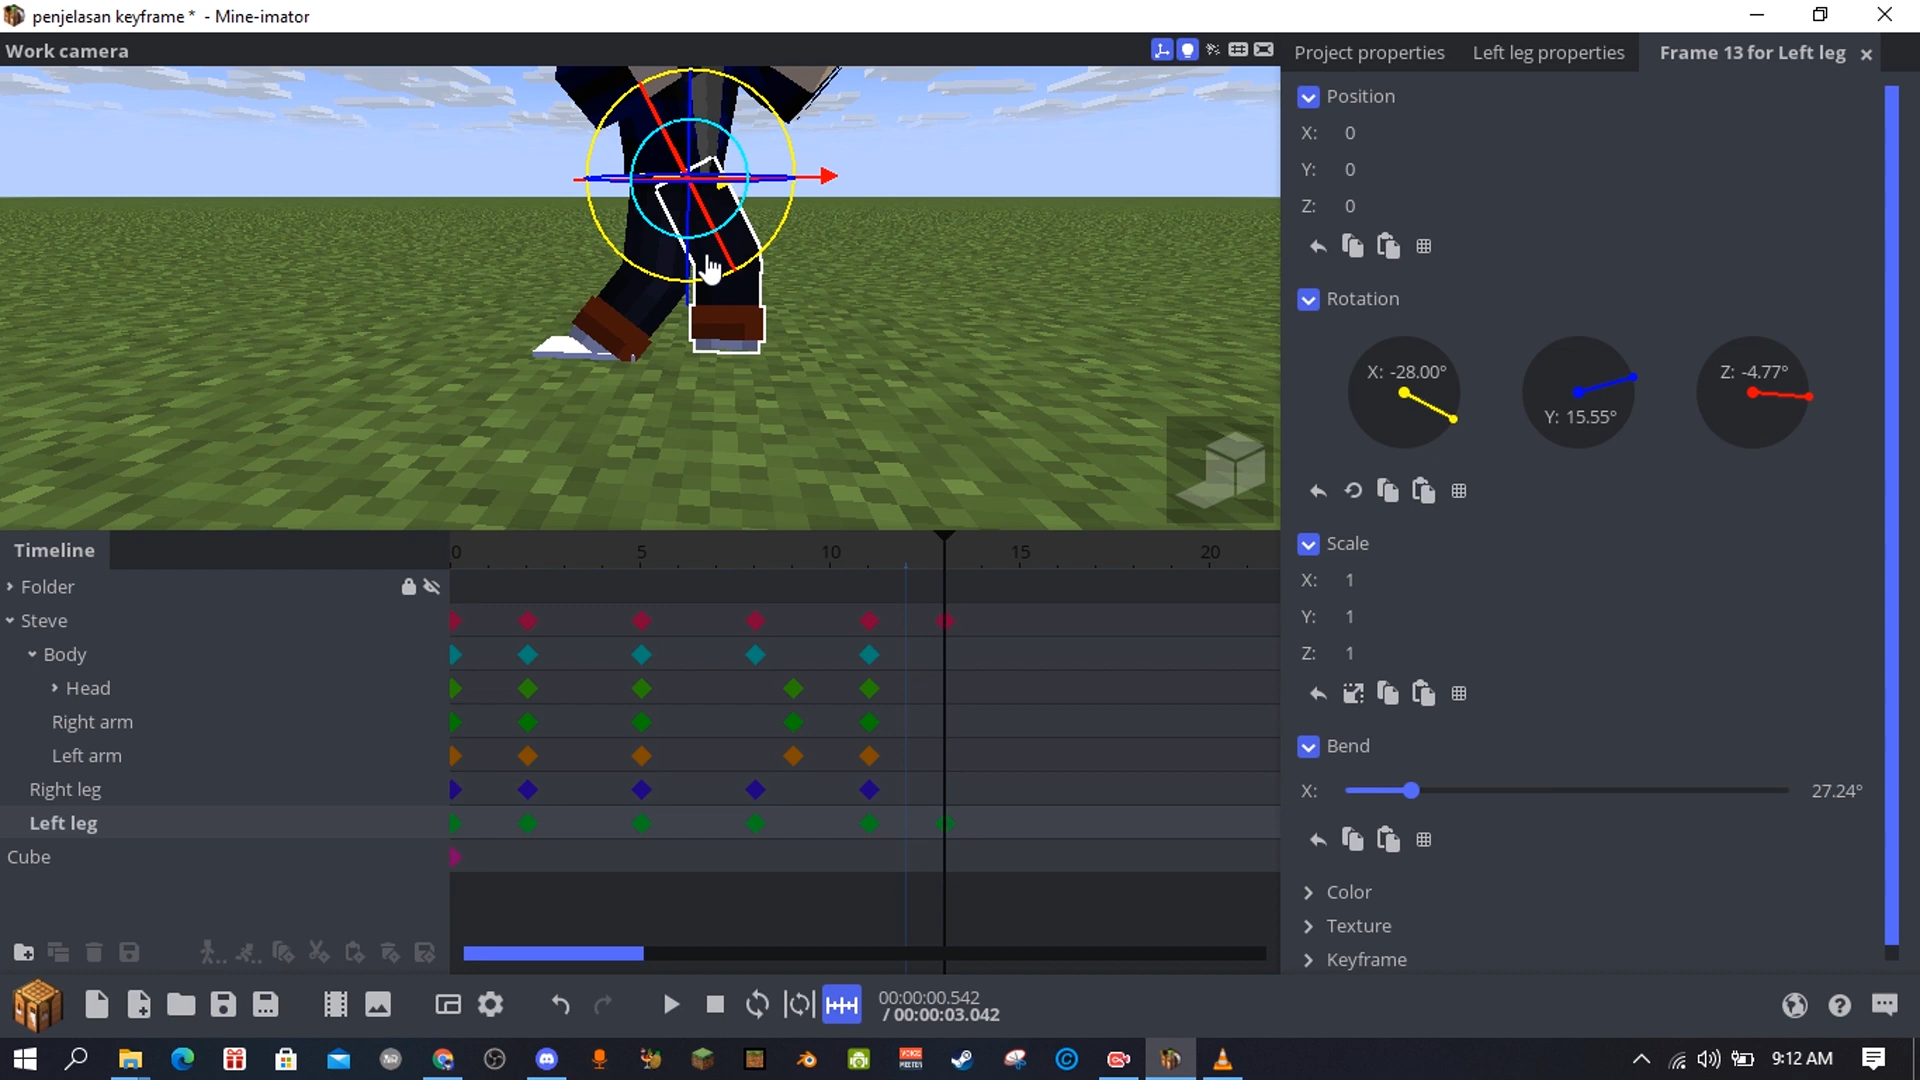 penjelasan keyframe * - Mine-imator
Work camera
Project properties
Left leg properties
Frame 13 for Left leg
Position
X: 0
Y: 0
Z: 0
Rotation
X: -28.00°
Y: 15.55°
Z: -4.77°
Scale
X: 1
Y: 1
Z: 1
Bend
X: 27.24°
Color
Texture
Keyframe
Timeline
0 5 10 15 20
Folder
Steve
Body
Head
Right arm
Left arm
Right leg
Left leg
Cube
00:00:00.542
/ 00:00:03.042
9:12 AM